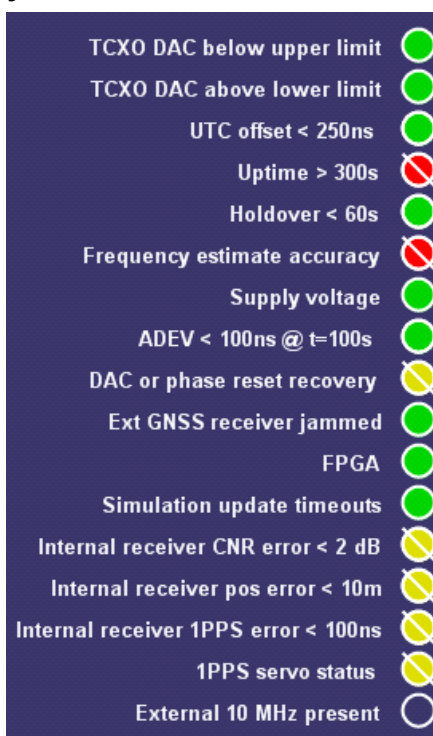 TCXO DAC below upper limit
TCXO DAC above lower limit
UTC offset < 250ns
Uptime > 300s
Holdover < 60s
Frequency estimate accuracy
Supply voltage
ADEV < 100ns @ t=100s
DAC or phase reset recovery
Ext GNSS receiver jammed
FPGA
Simulation update timeouts
Internal receiver CNR error < 2 dB
Internal receiver pos error < 10m
Internal receiver 1PPS error < 100ns
1PPS servo status
External 10 MHz present